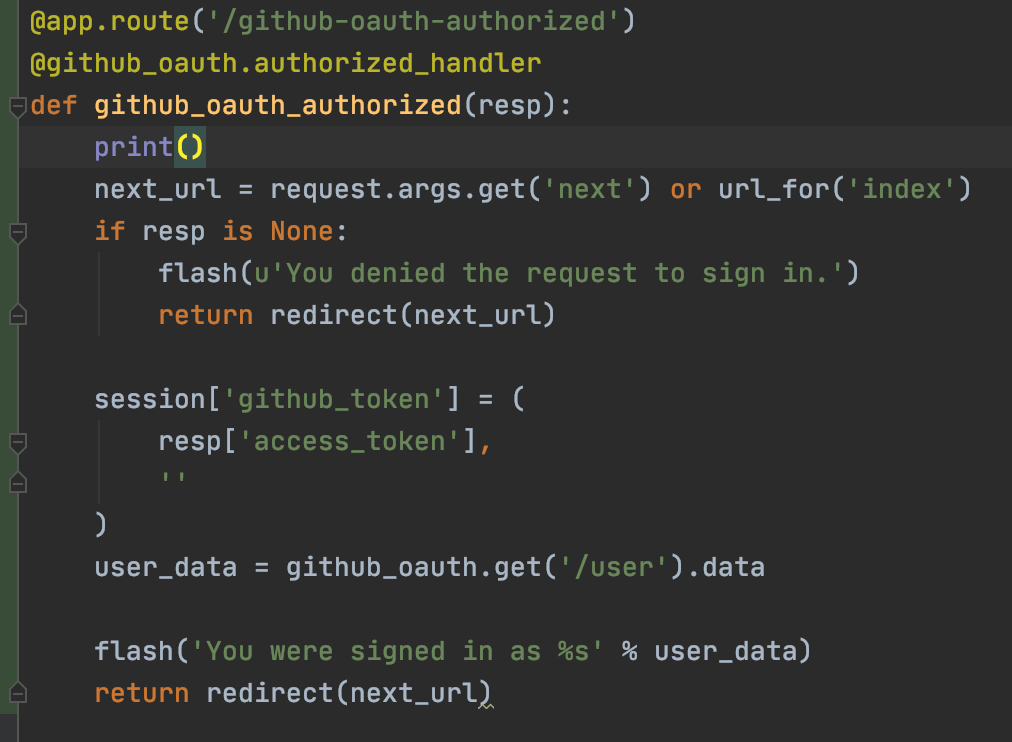 @app.route('/github-oauth-authorized')
@github_oauth.authorized_handler
def github_oauth_authorized(resp):
    print()
    next_url = request.args.get('next') or url_for('index')
    if resp is None:
        flash(u'You denied the request to sign in.')
        return redirect(next_url)

    session['github_token'] = (
        resp['access_token'],
        ''
    )
    user_data = github_oauth.get('/user').data

    flash('You were signed in as %s' % user_data)
    return redirect(next_url)